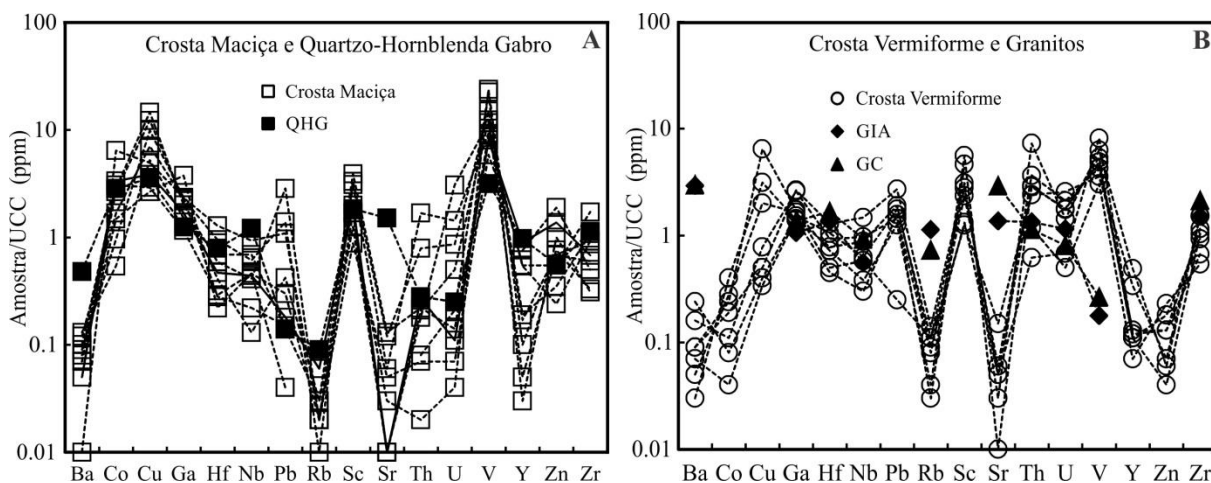 Crosta Maciça e Quartzo-Hornblenda Gabro
A
Crosta Maciça
QHG
Amostra/UCC (ppm)
100
10
1
0.1
0.01
Ba Co Cu Ga Hf Nb Pb Rb Sc Sr Th U V Y Zn Zr
Crosta Vermiforme e Granitos
B
Crosta Vermiforme
GIA
GC
Amostra/UCC (ppm)
100
10
1
0.1
0.01
Ba Co Cu Ga Hf Nb Pb Rb Sc Sr Th U V Y Zn Zr